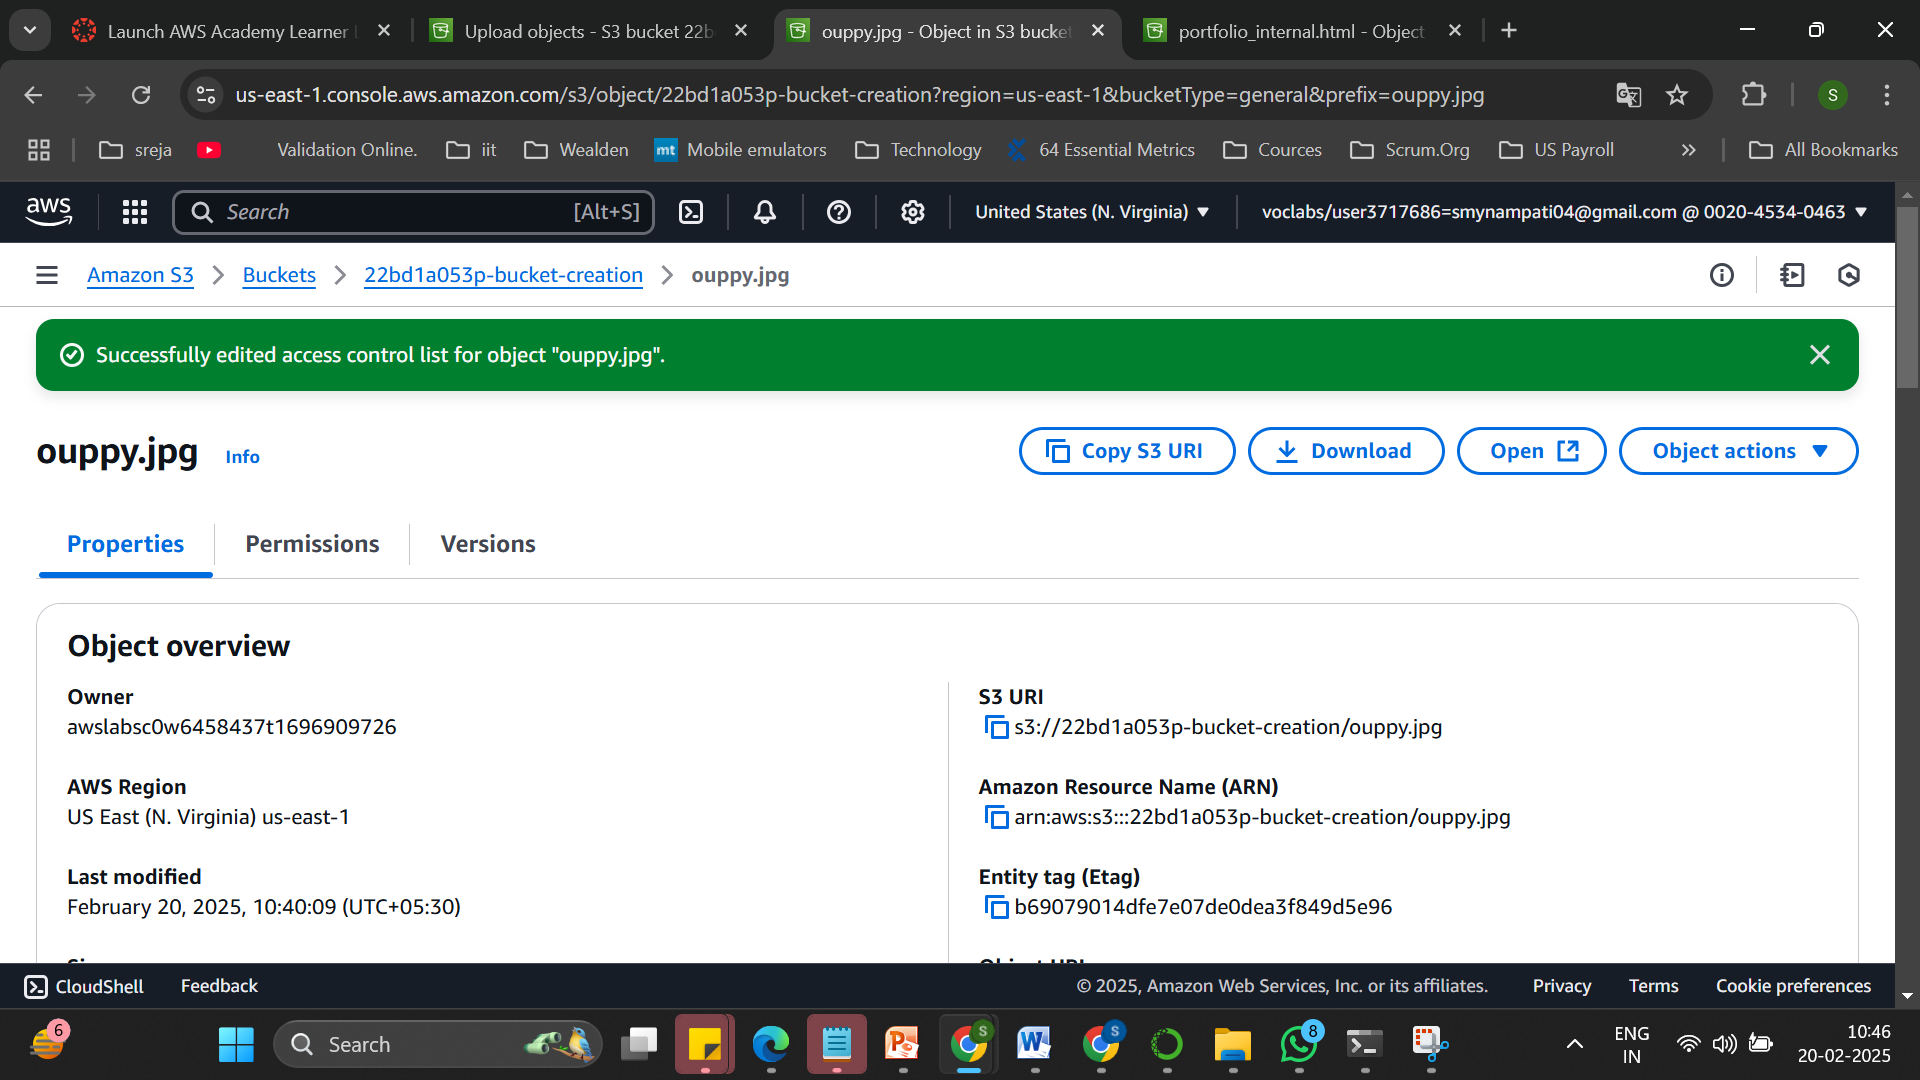 Launch AWS Academy Learner
Upload objects - S3 bucket 22b
ouppy.jpg - Object in S3 bucket
portfolio_internal.html - Object
us-east-1.console.aws.amazon.com/s3/object/22bd1a053p-bucket-creation?region=us-east-1&bucketType=general&prefix=ouppy.jpg
S
sreja
Validation Online.
iit
Wealden
mt Mobile emulators
Technology
64 Essential Metrics
Cources
Scrum.Org
US Payroll
All Bookmarks
aws
Search [Alt+S]
United States (N. Virginia)
voclabs/user3717686=smynampati04@gmail.com @ 0020-4534-0463
Amazon S3 Buckets 22bd1a053p-bucket-creation ouppy.jpg
Successfully edited access control list for object "ouppy.jpg".
ouppy.jpg Info
Copy S3 URI Download Open Object actions
Properties Permissions Versions
Object overview
Owner
awslabsc0w6458437t1696909726
AWS Region
US East (N. Virginia) us-east-1
Last modified
February 20, 2025, 10:40:09 (UTC+05:30)
S3 URI
s3://22bd1a053p-bucket-creation/ouppy.jpg
Amazon Resource Name (ARN)
arn:aws:s3:::22bd1a053p-bucket-creation/ouppy.jpg
Entity tag (Etag)
b69079014dfe7e07de0dea3f849d5e96
CloudShell Feedback
© 2025, Amazon Web Services, Inc. or its affiliates. Privacy Terms Cookie preferences
6
Search
S
S
8
ENG
IN
10:46
20-02-2025